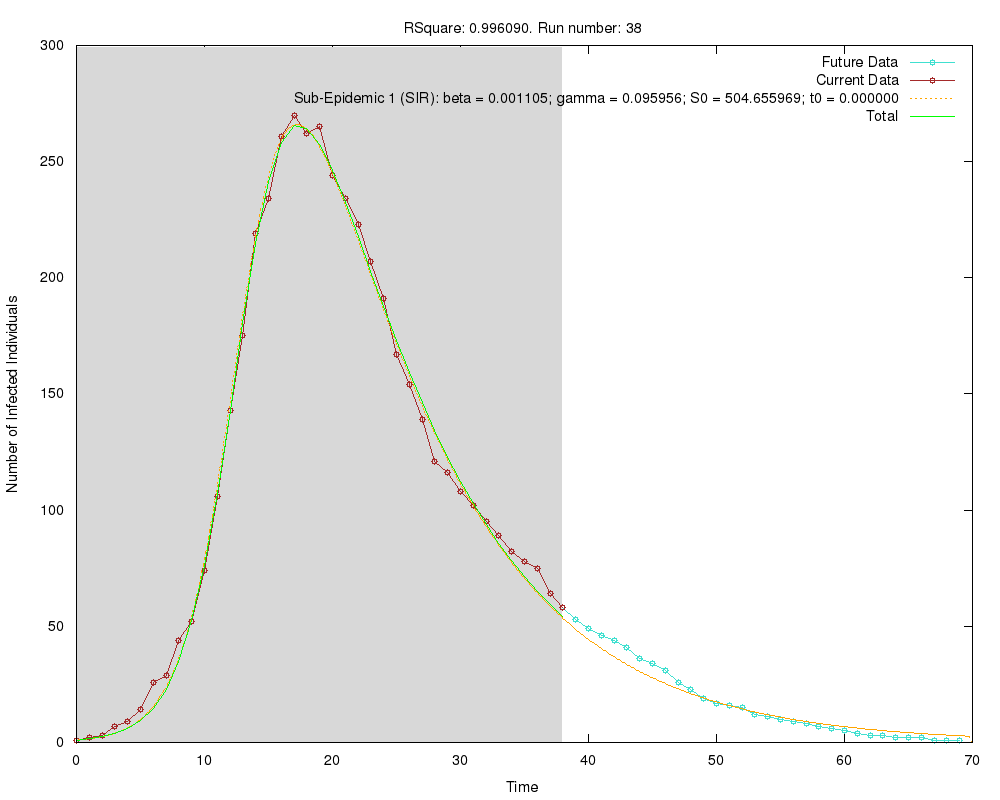 RSquare: 0.996090. Run number: 38
300
250
200
150
100
50
0
Number of Infected Individuals
Future Data
Current Data
Sub-Epidemic 1 (SIR): beta = 0.001105; gamma = 0.095956; S0 = 504.655969; t0 = 0.000000
Total
0 10 20 30 40 50 60 70
Time